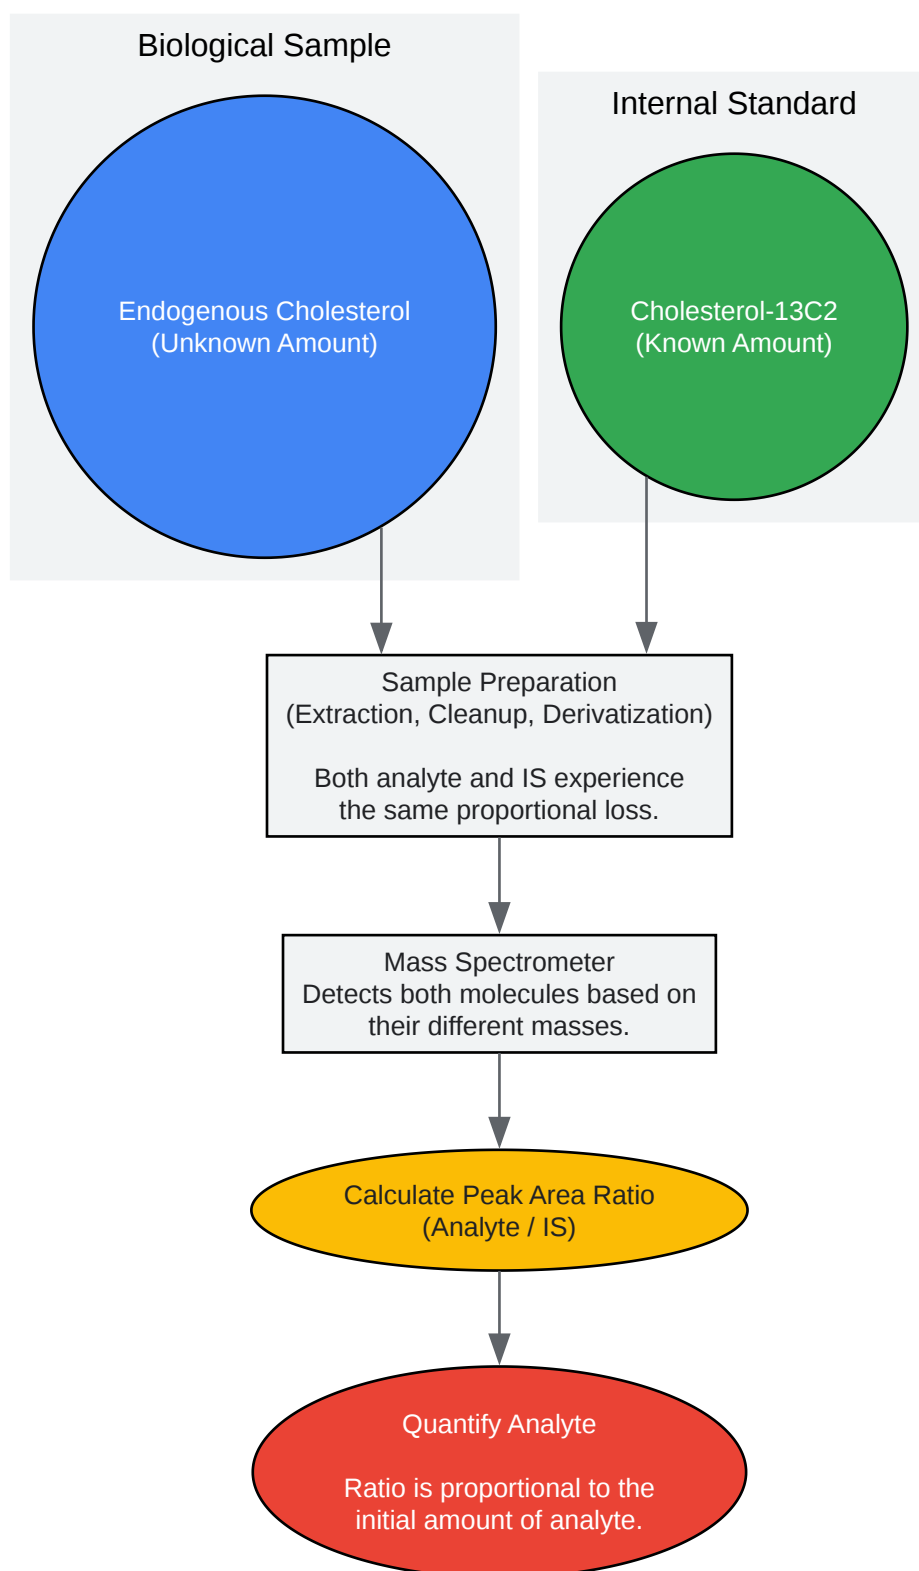 Biological Sample
Internal Standard
Endogenous Cholesterol
(Unknown Amount)
Cholesterol-13C2
(Known Amount)
Sample Preparation
(Extraction, Cleanup, Derivatization)
Both analyte and IS experience
the same proportional loss.
Mass Spectrometer
Detects both molecules based on
their different masses.
Calculate Peak Area Ratio
(Analyte / IS)
Quantify Analyte
Ratio is proportional to the
initial amount of analyte.